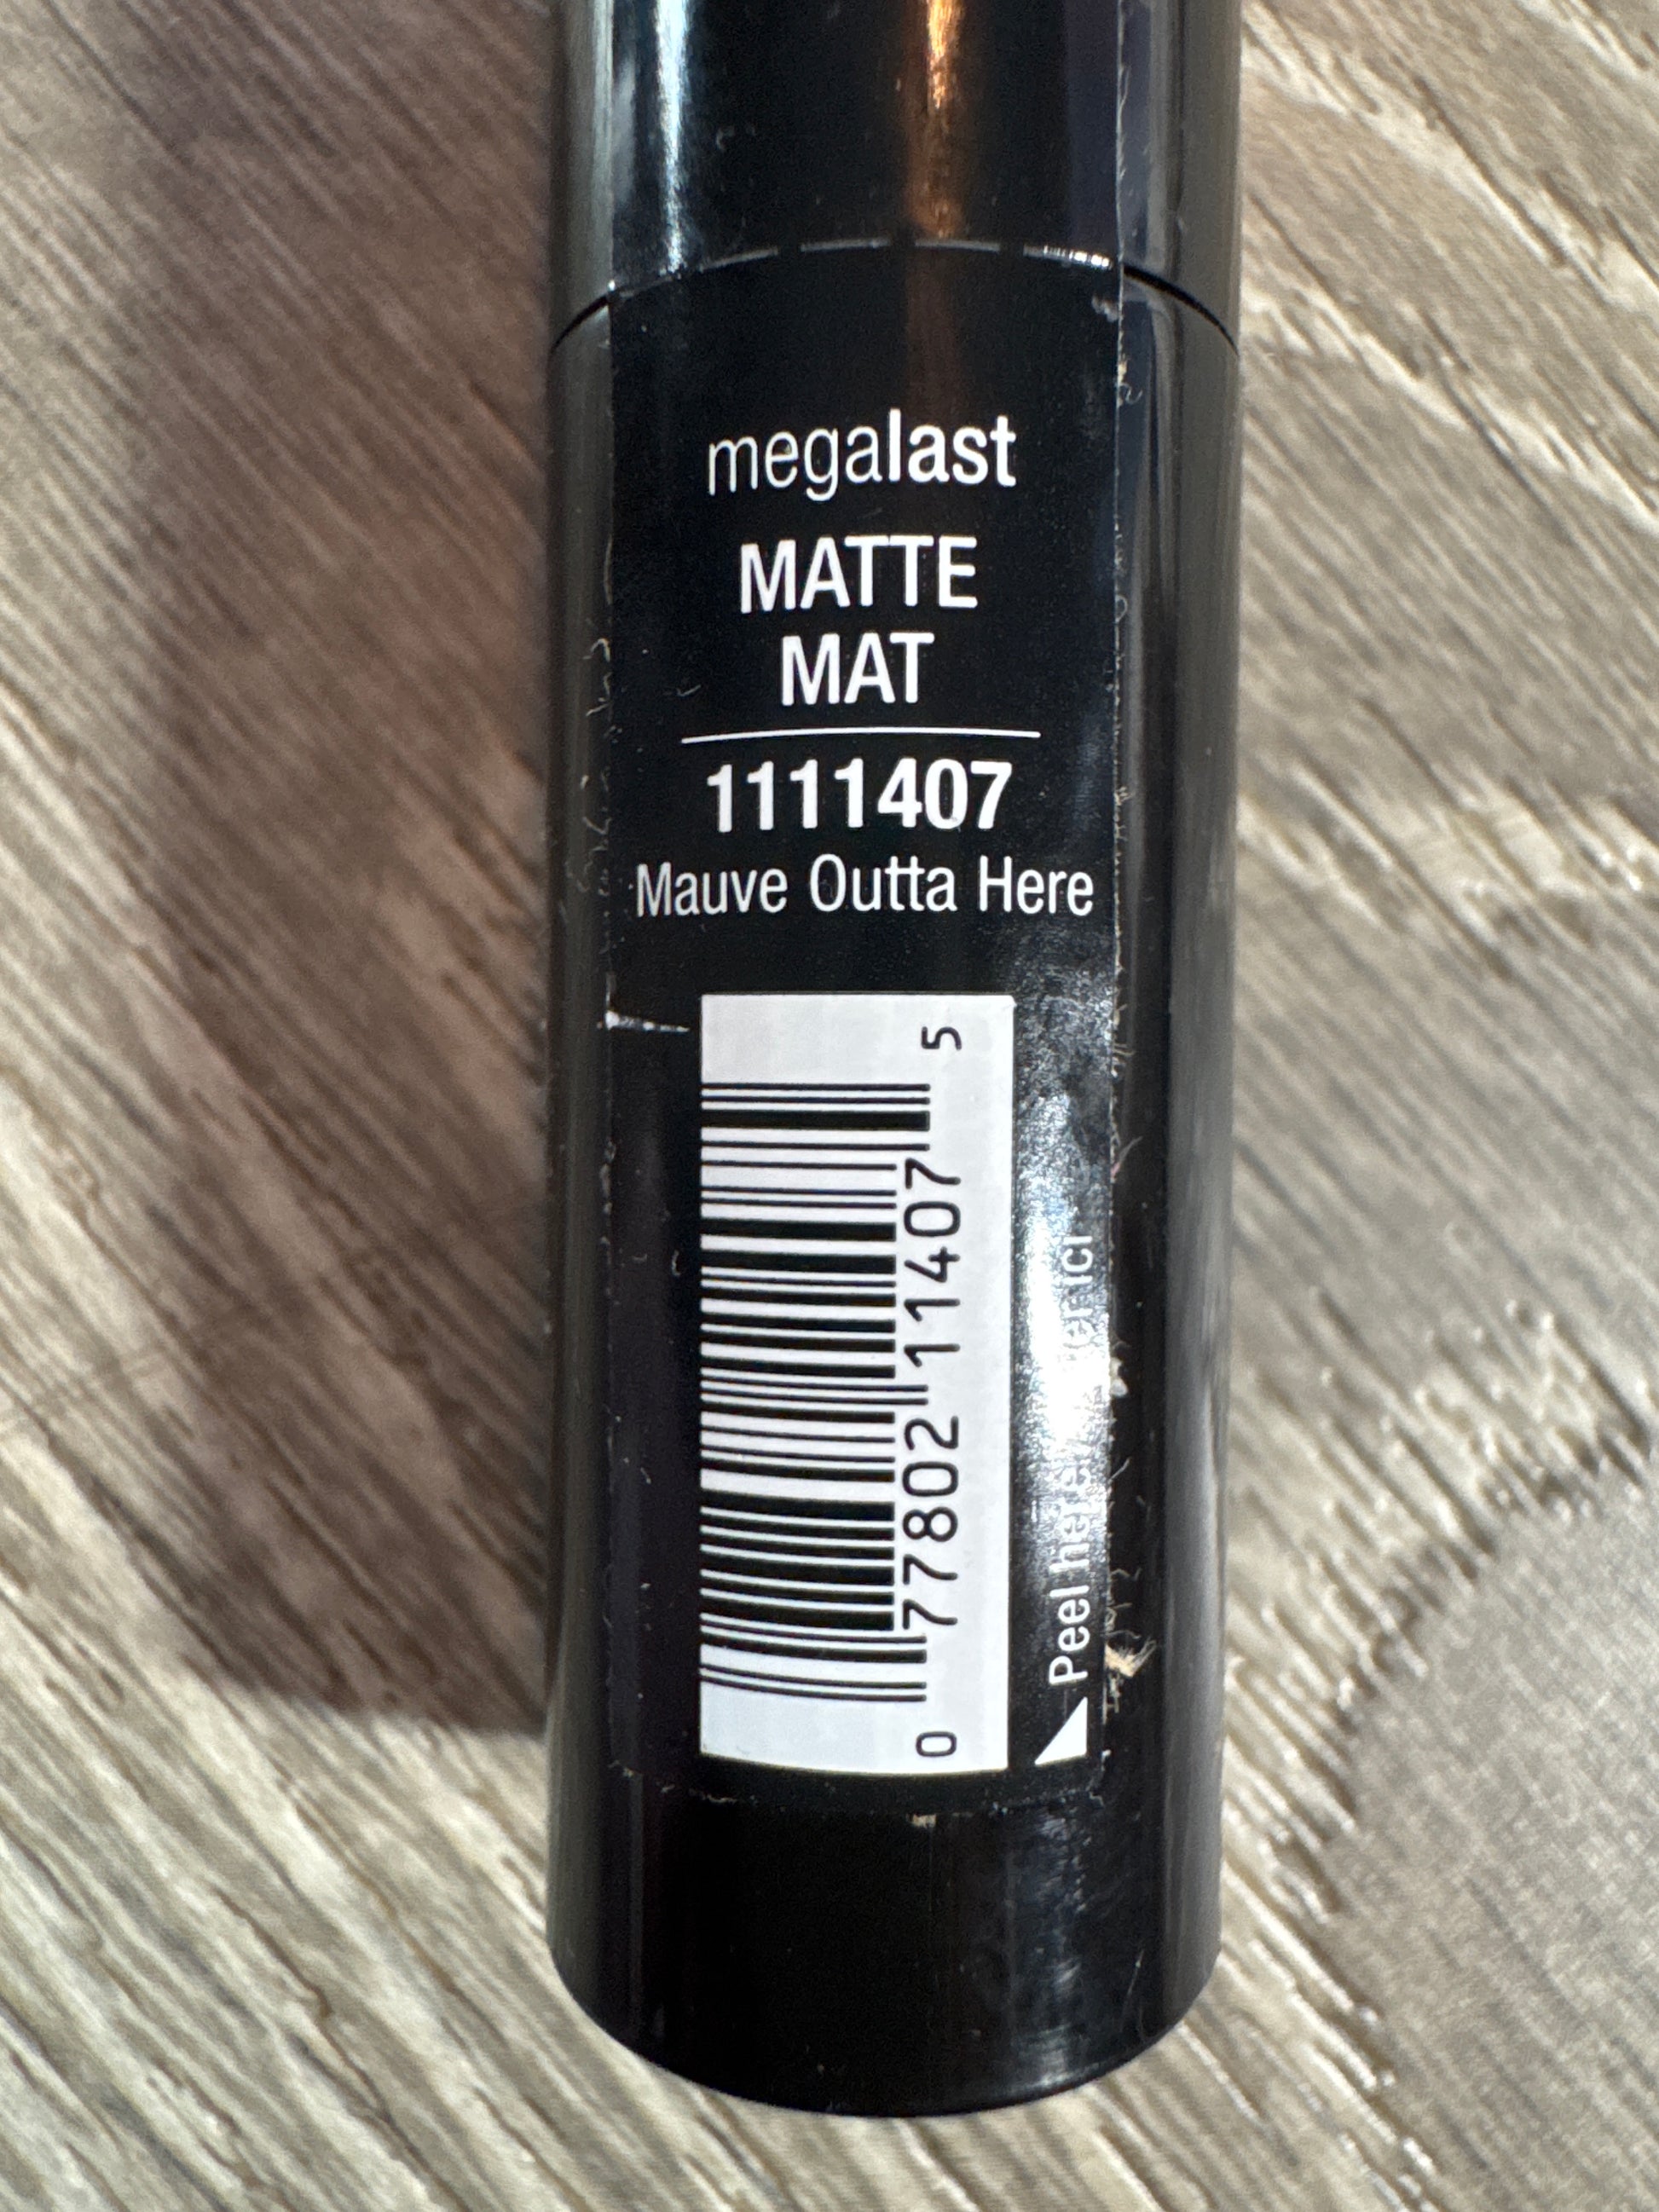 megalast
MATTE
MAT
1111407
Mauve Outta Here
0 77802 11407 5
Peel here